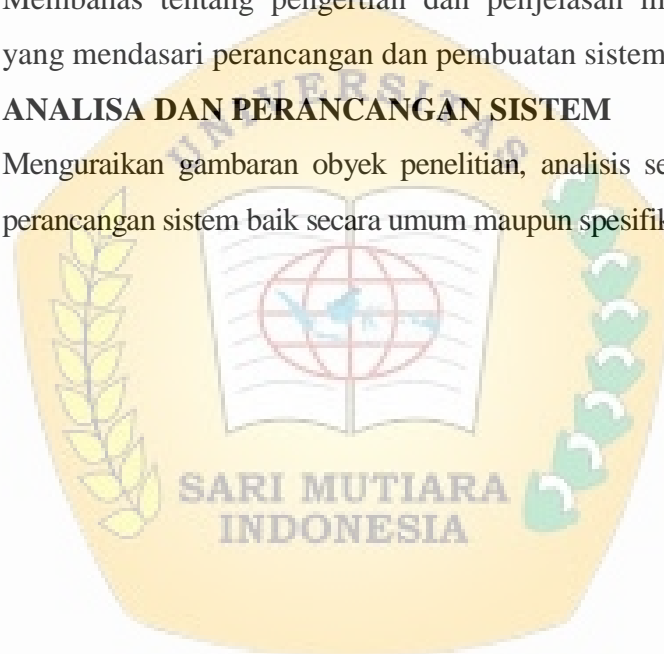 Membahas tentang pengertian dan penjelasan
yang mendasari perancangan dan pembuatan sistem
ANALISA DAN PERANCANGAN SISTEM
Menguraikan gambaran obyek penelitian, analisis
perancangan sistem baik secara umum maupun spesifik
UNIVERSITAS
SARI MUTIARA
INDONESIA